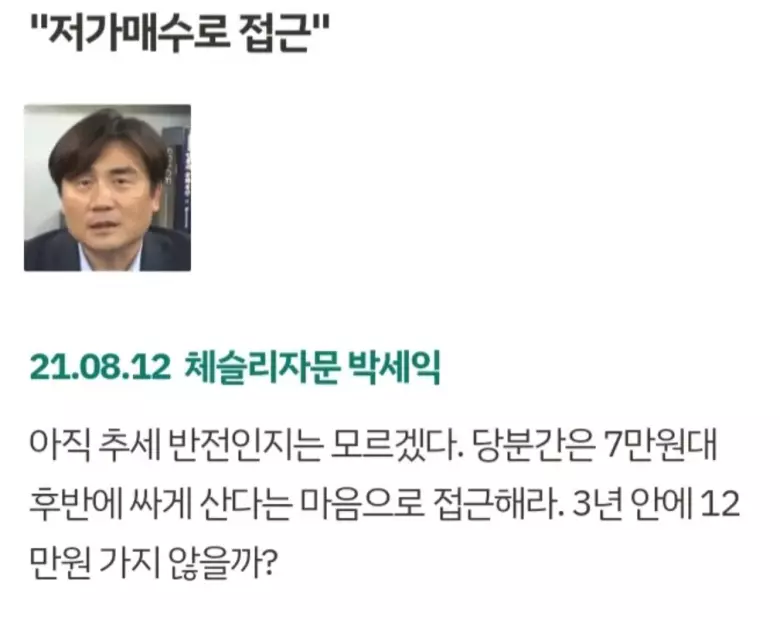 "저가매수로 접근"
21.08.12 체슬리자문 박세익
아직 추세 반전인지는 모르겠다. 당분간은 7만원대
후반에 싸게 산다는 마음으로 접근해라. 3년 안에 12
만원 가지 않을까?